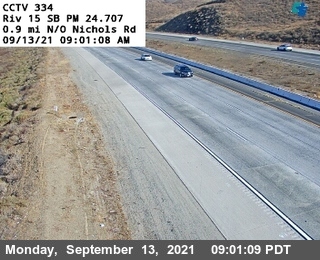 CCTV 334
Riv 15 SB PM 24.707
0.9 mi N/O Nichols Rd
09/13/21 09:01:08 AM
Monday, September 13, 2021 09:01:09 PDT